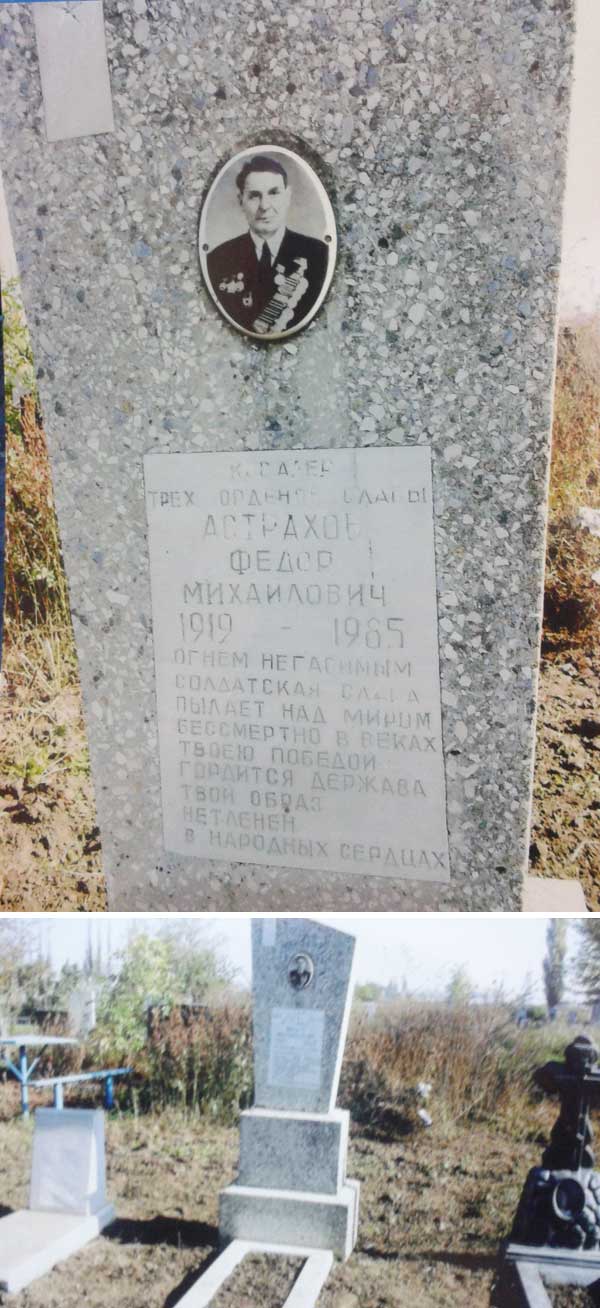 КАВАЛЕР
ТРЕХ ОРДЕНОВ СЛАВЫ
АСТРАХОВ
ФЕДОР
МИХАЙЛОВИЧ
1919 - 1985
ОГНЕМ НЕГАСИМЫМ
СОЛДАТСКАЯ СЛАВА
ПЫЛАЕТ НАД МИРОМ
БЕССМЕРТНО В ВЕКАХ
ТВОЕЮ ПОБЕДОЙ
ГОРДИТСЯ ДЕРЖАВА
ТВОЙ ОБРАЗ
НЕТЛЕНЕН
В НАРОДНЫХ СЕРДЦАХ